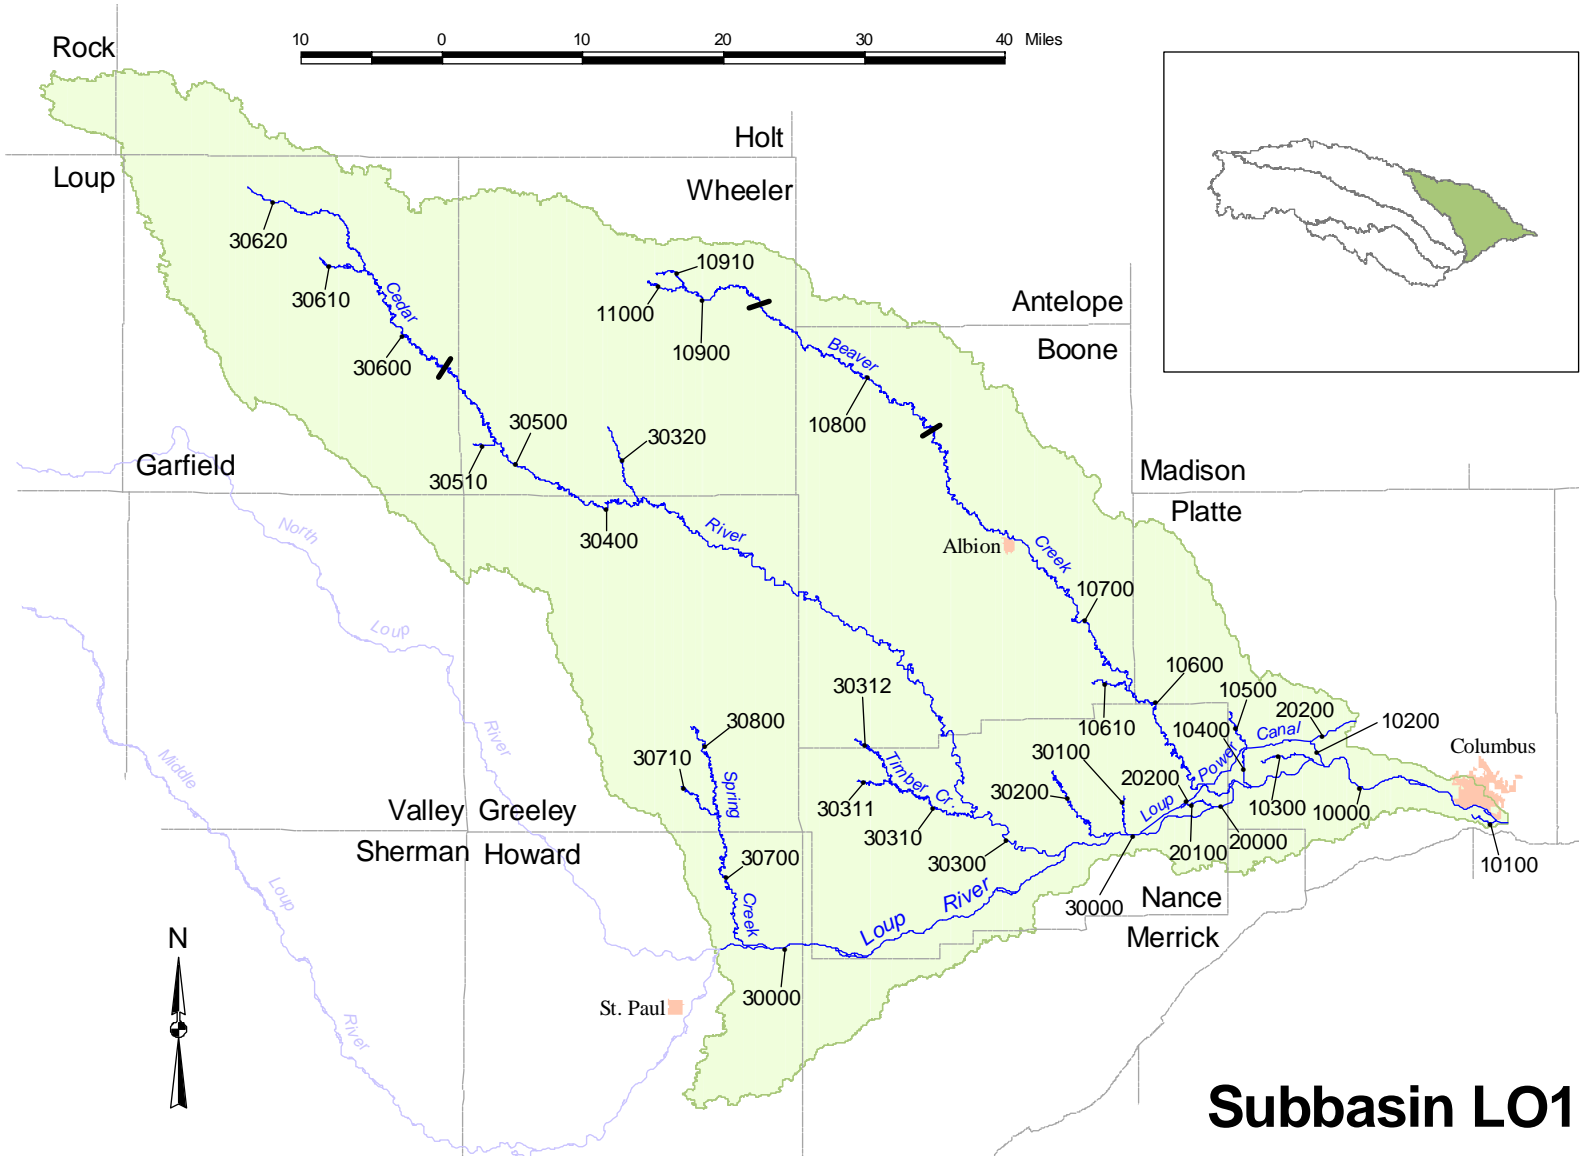 10 0 10 20 30 40 Miles
Rock
Holt
Loup
Wheeler
30620
10910
30610
Cedar
11000
Antelope
10900
Boone
30600
Beaver
10800
30500
30320
Garfield
30510
Madison
Platte
North
30400
River
Albion
Creek
10700
Loup
10600
30312
10500
20200
10200
10610
10400
Canal
30800
30100
Columbus
River
30710
Middle
Timber Cr.
Power
20200
Spring
30200
30311
Loup
10300
10000
Valley Greeley
30310
20100
20000
Sherman Howard
30300
10100
30700
Loup
Creek
Loup River
30000
Nance
Merrick
N
30000
St. Paul
River
Subbasin LO1